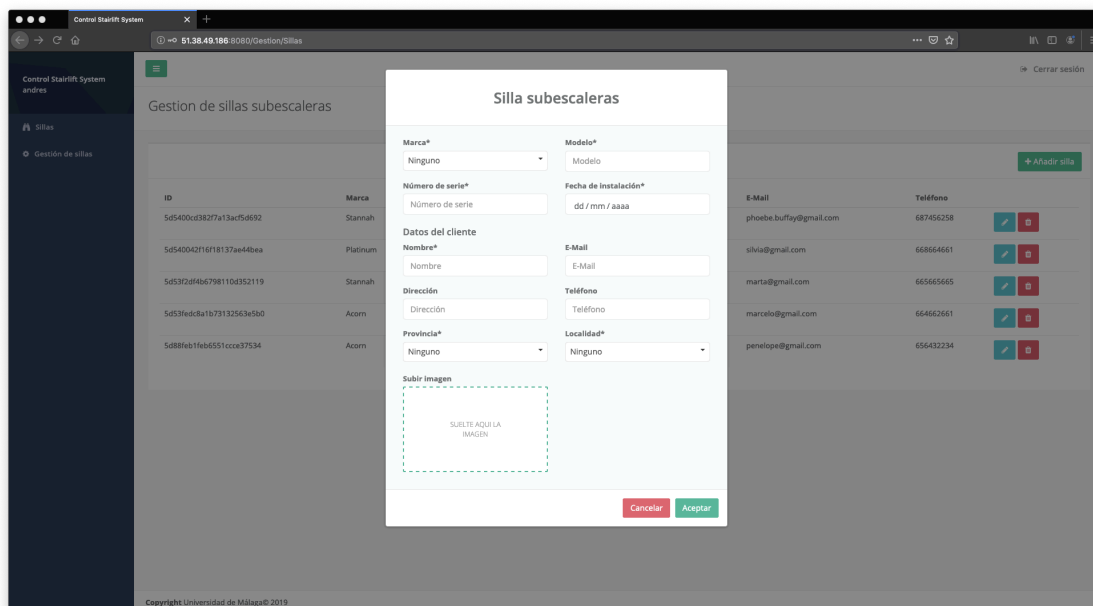 Control Stairlift System
51.38.49.186:8080/Gestion/Sillas
Control Stairlift System
andres
Cerrar sesión
Gestion de sillas subescaleras
Sillas
Gestión de sillas
+ Añadir silla
ID Marca E-Mail Teléfono
5d5400cd382f7a13acf5d692 Stannah phoebe.buffay@gmail.com 687456258
5d540042f16f18137ae44bea Platinum silvia@gmail.com 668664661
5d53f2df4b6798110d352119 Stannah marta@gmail.com 665665665
5d53fedc8a1b73132563e5b0 Acorn marcelo@gmail.com 664662661
5d88feb1feb6551ccce37534 Acorn penelope@gmail.com 656432234
Silla subescaleras
Marca* Modelo*
Ninguno Modelo
Número de serie* Fecha de instalación*
Número de serie dd / mm / aaaa
Datos del cliente
Nombre* E-Mail
Nombre E-Mail
Dirección Teléfono
Dirección Teléfono
Provincia* Localidad*
Ninguno Ninguno
Subir imagen
SUELTE AQUI LA
IMAGEN
Cancelar Aceptar
Copyright Universidad de Málaga© 2019